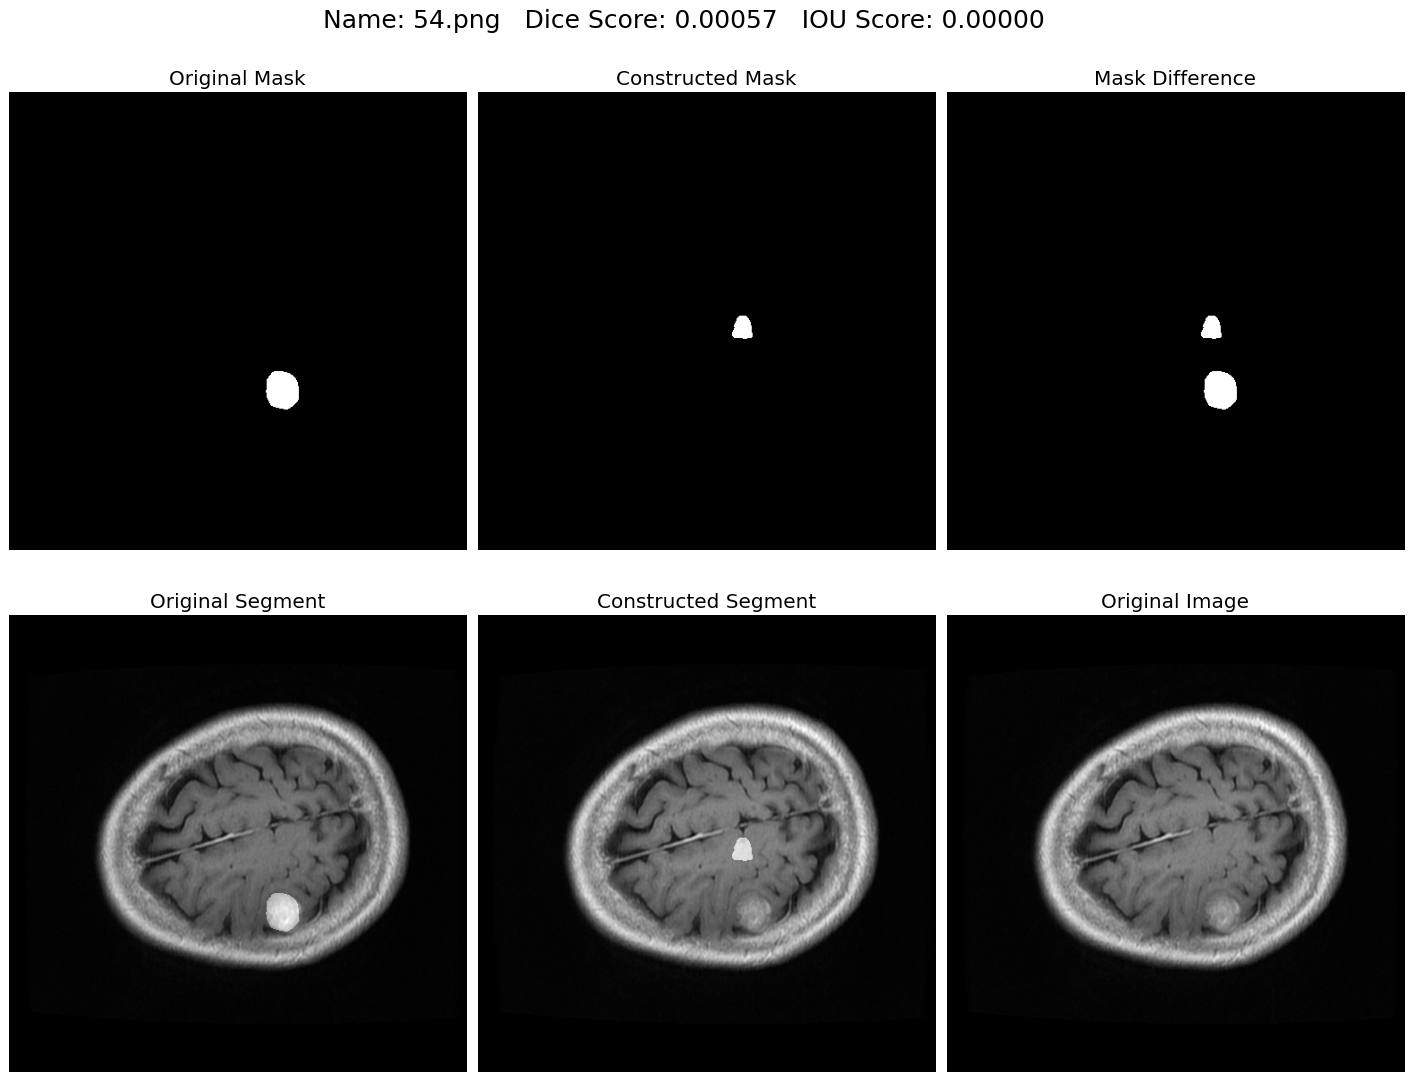 Name: 54.png   Dice Score: 0.00057   IOU Score: 0.00000
Original Mask
Constructed Mask
Mask Difference
Original Segment
Constructed Segment
Original Image